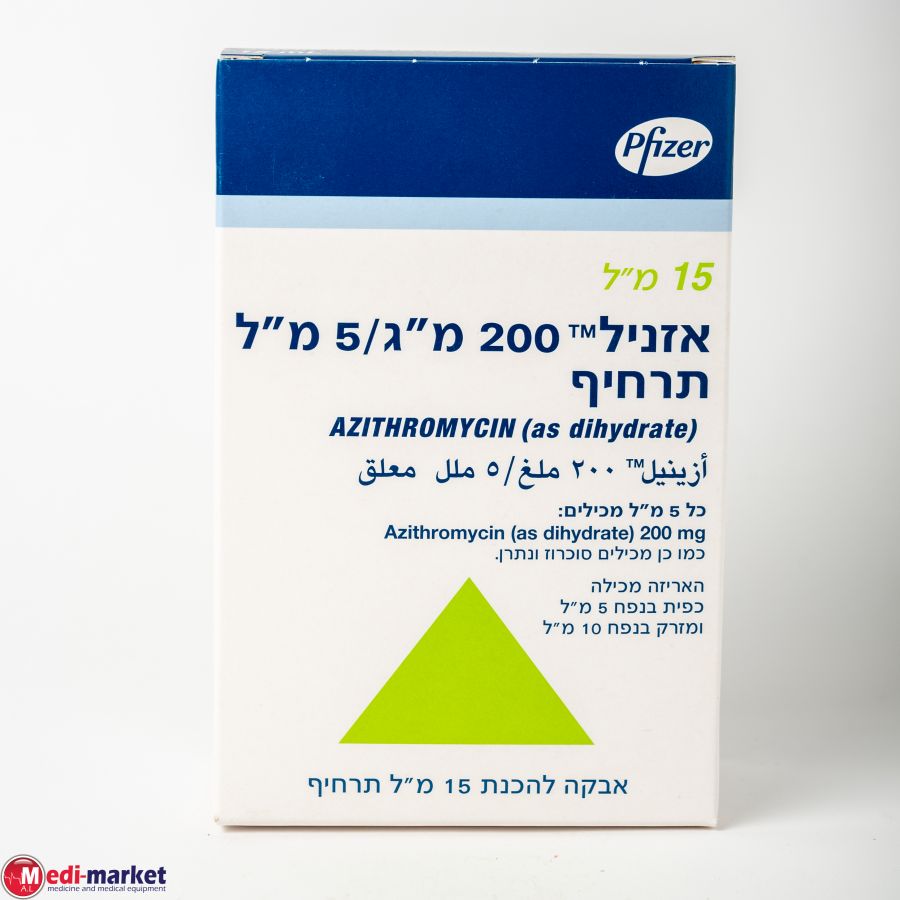 Pfizer
15 מ"ל
אזניל™ 200 מ"ג/5 מ"ל
תרחיף
AZITHROMYCIN (as dihydrate)
أزينيل™ ٢٠٠ ملغ/٥ ملل معلق
כל 5 מ"ל מכילים:
Azithromycin (as dihydrate) 200 mg
כמו כן מכילים סוכרוז ונתרן.
האריזה מכילה
כפית בנפח 5 מ"ל
ומזרק בנפח 10 מ"ל
אבקה להכנת 15 מ"ל תרחיף
Medi-market
A.L
medicine and medical equipment